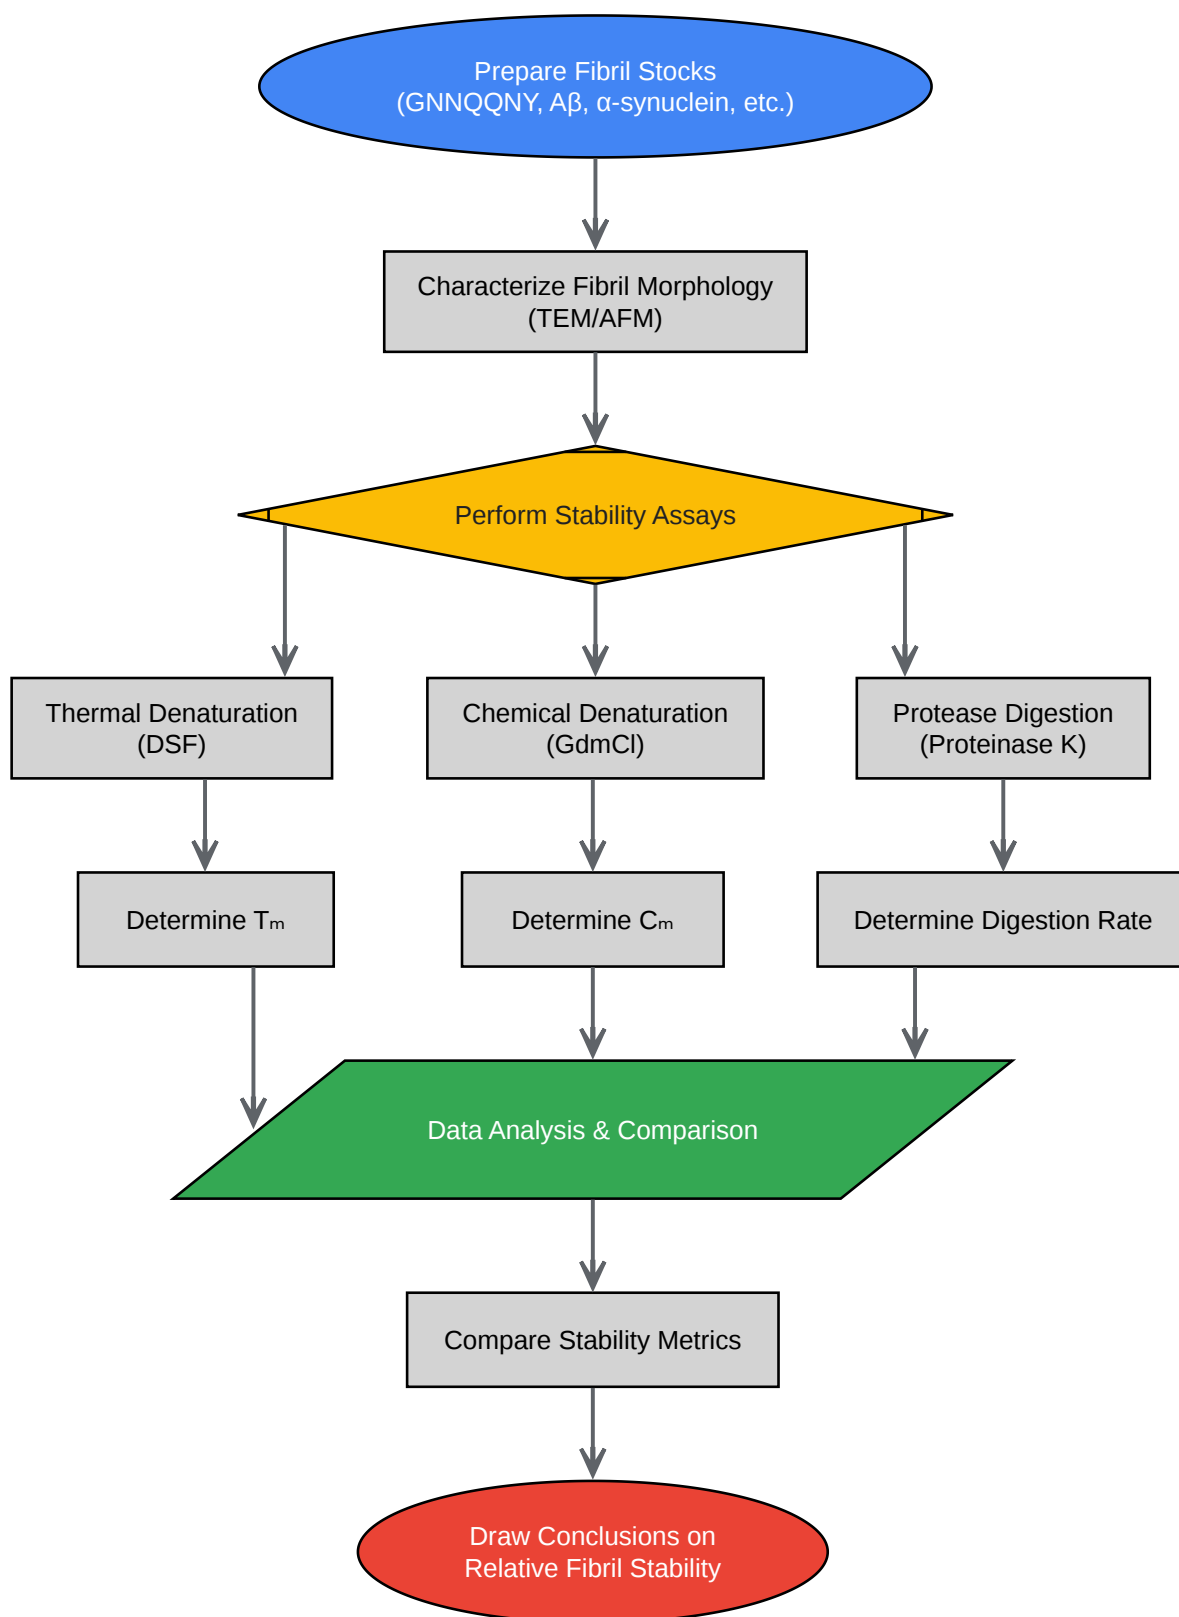 Prepare Fibril Stocks
(GNNQQNY, Aβ, α-synuclein, etc.)
Characterize Fibril Morphology
(TEM/AFM)
Perform Stability Assays
Thermal Denaturation
(DSF)
Chemical Denaturation
(GdmCl)
Protease Digestion
(Proteinase K)
Determine Tₘ
Determine Cₘ
Determine Digestion Rate
Data Analysis & Comparison
Compare Stability Metrics
Draw Conclusions on
Relative Fibril Stability